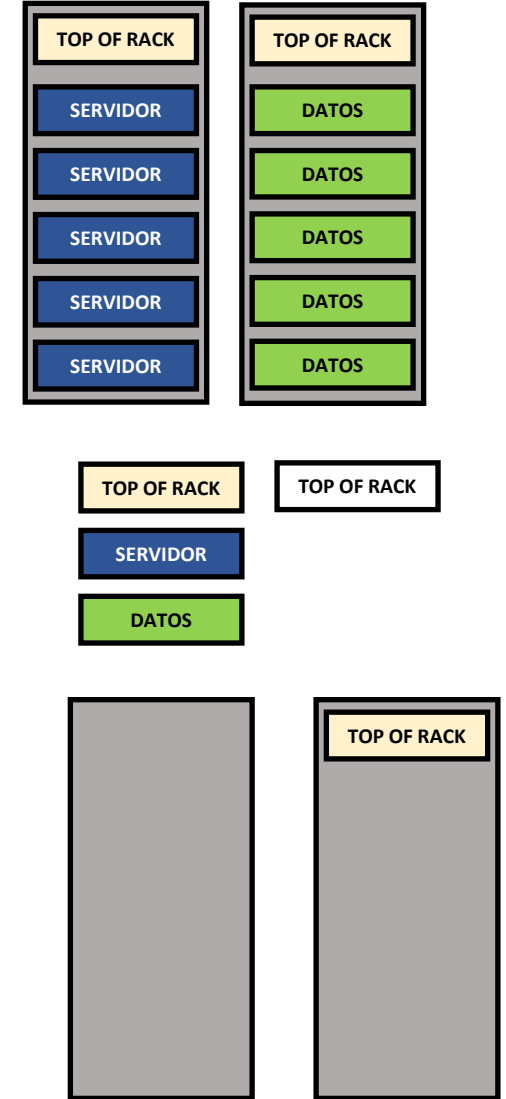 TOP OF RACK
SERVIDOR
SERVIDOR
SERVIDOR
SERVIDOR
SERVIDOR
TOP OF RACK
DATOS
DATOS
DATOS
DATOS
DATOS
TOP OF RACK
TOP OF RACK
SERVIDOR
DATOS
TOP OF RACK